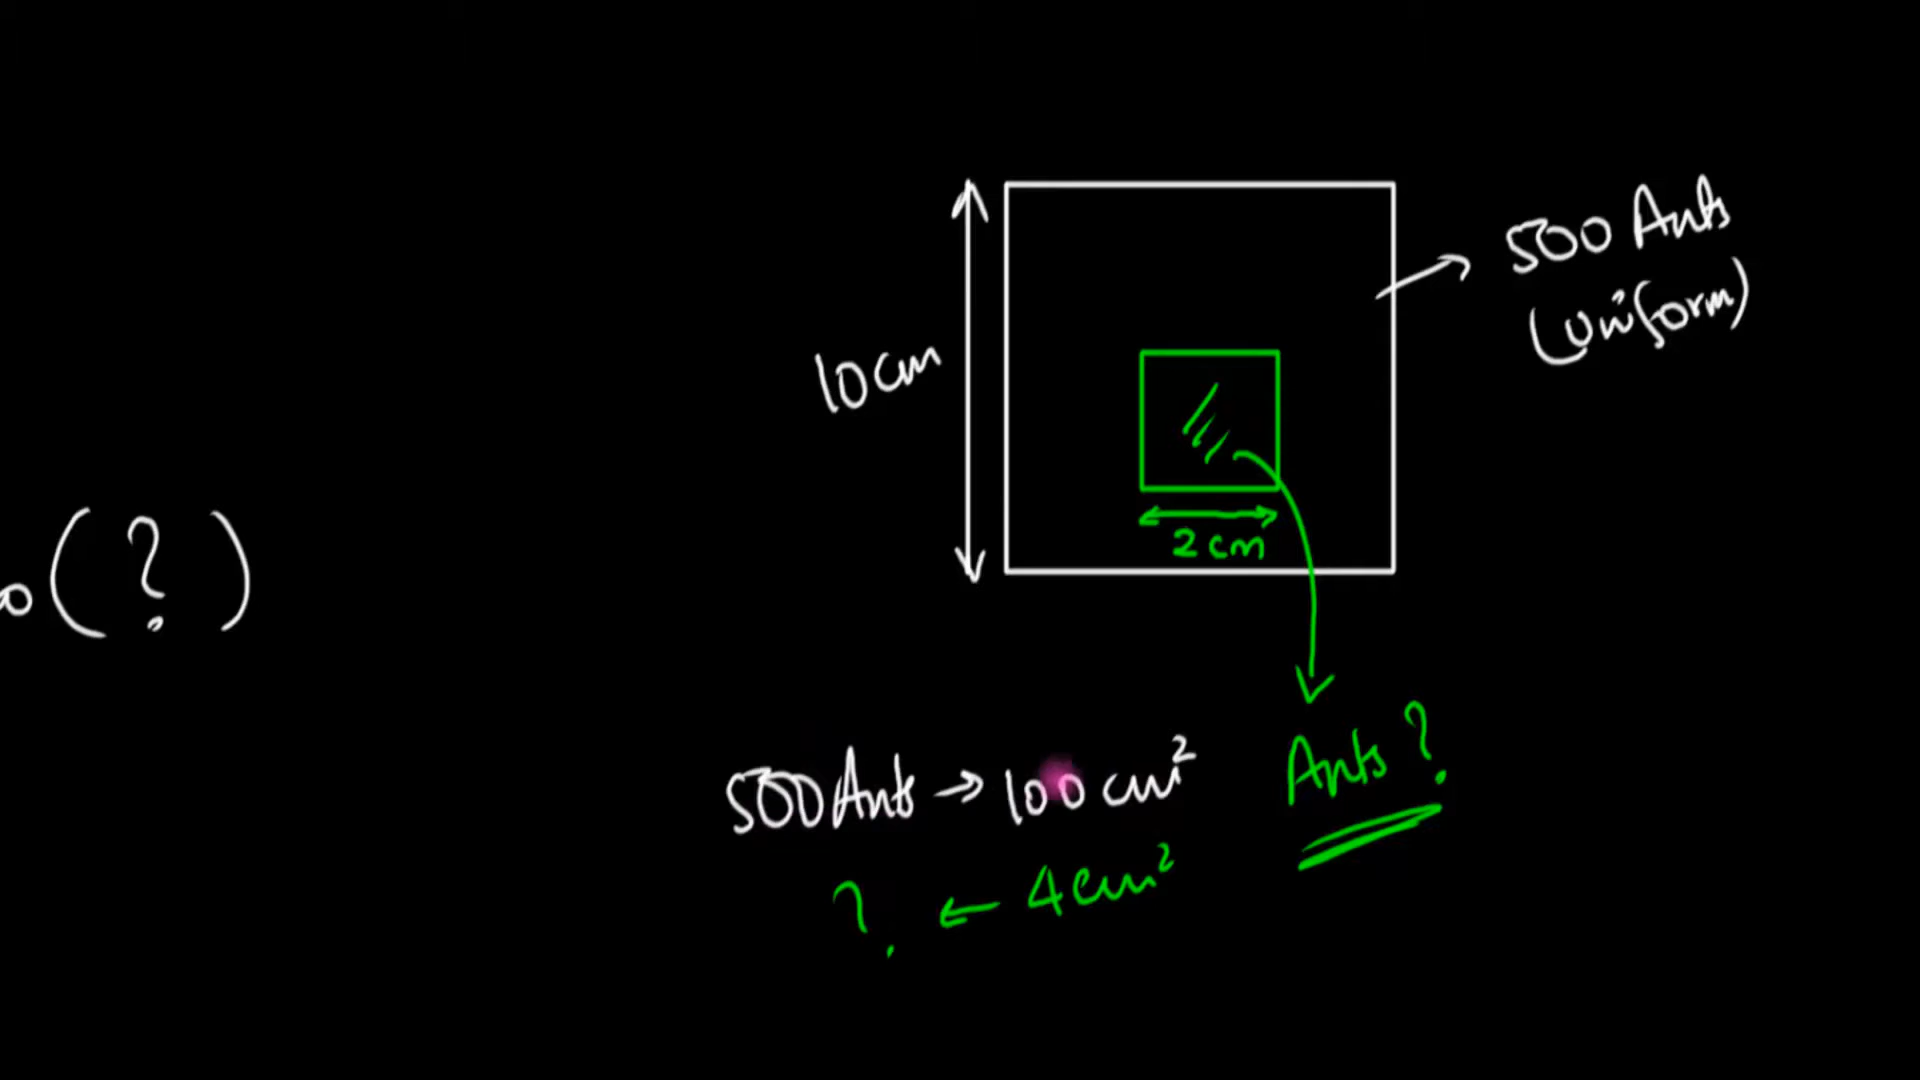 500 Ants
(Uniform)
10cm
2 cm
(?)
500 Ants → 100 cm²
Ants?
? ← 4cm²